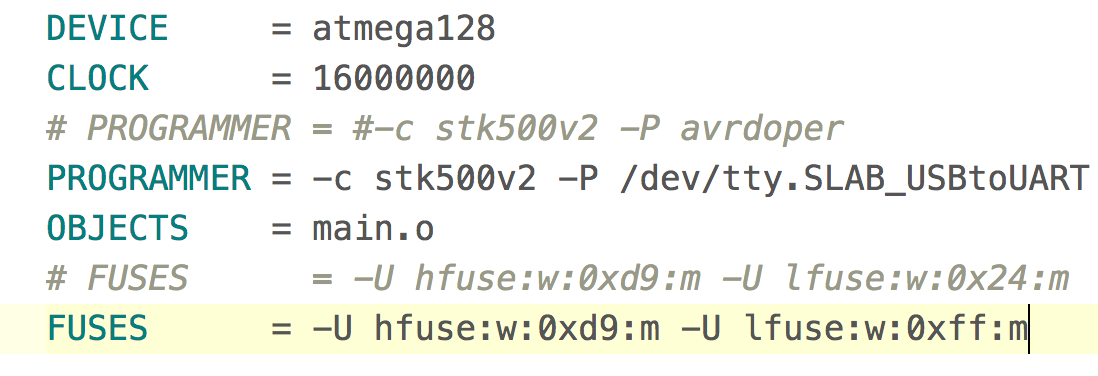 DEVICE     = atmega128
CLOCK      = 16000000
# PROGRAMMER = #-c stk500v2 -P avrdoper
PROGRAMMER = -c stk500v2 -P /dev/tty.SLAB_USBtoUART
OBJECTS    = main.o
# FUSES      = -U hfuse:w:0xd9:m -U lfuse:w:0x24:m
FUSES      = -U hfuse:w:0xd9:m -U lfuse:w:0xff:m